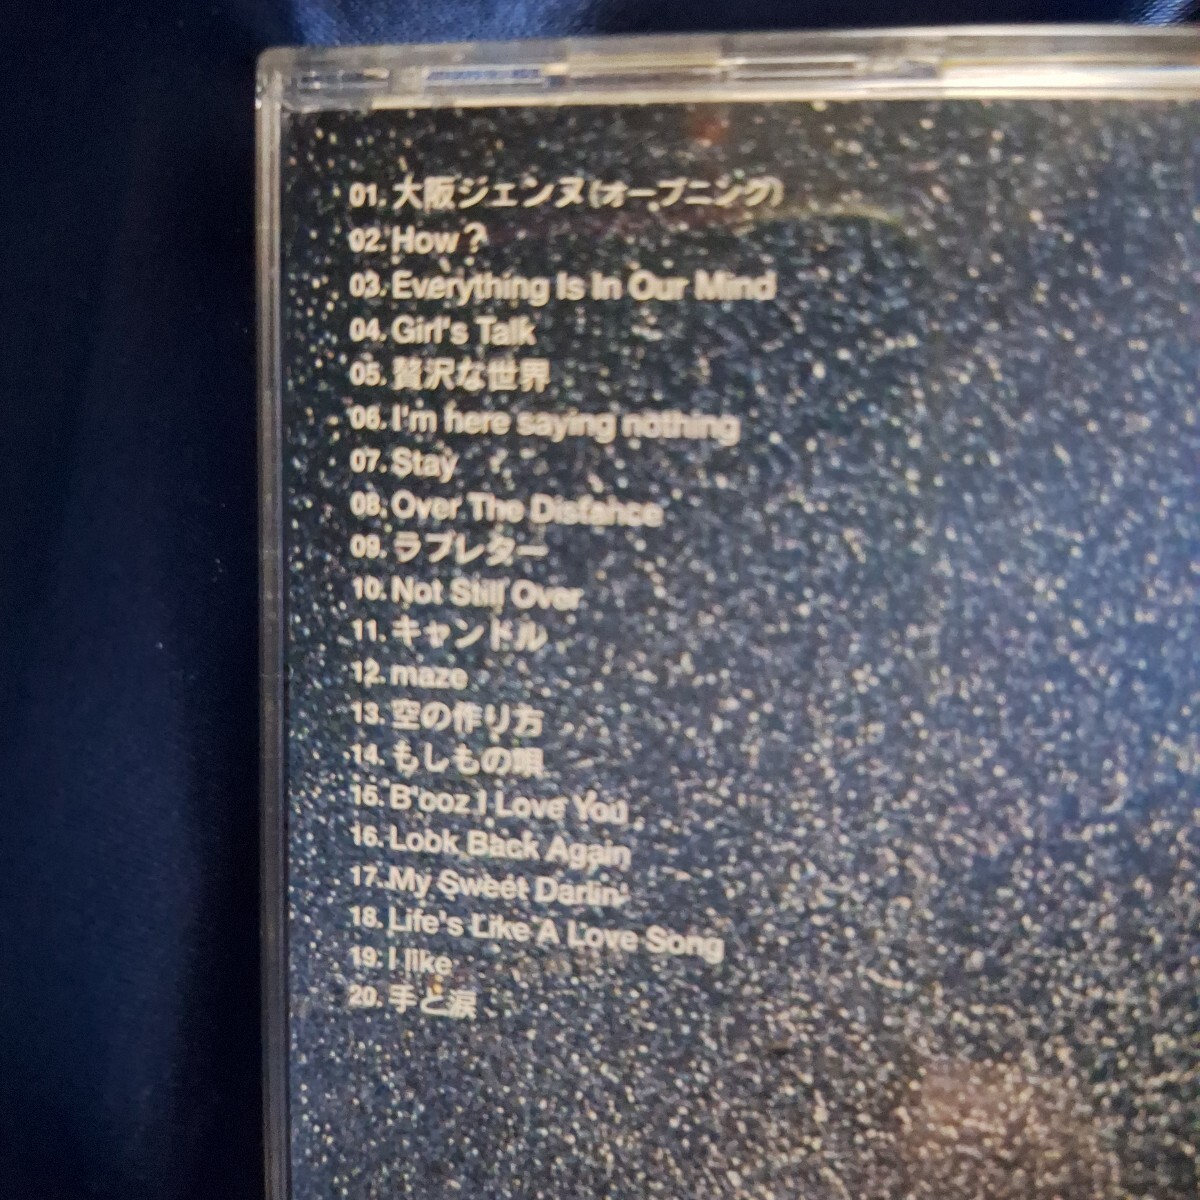 01. 大阪ジェンヌ(オープニング)
02. How?
03. Everything Is In Our Mind
04. Girl's Talk
05. 贅沢な世界
06. I'm here saying nothing
07. Stay
08. Over The Distance
09. ラブレター
10. Not Still Over
11. キャンドル
12. maze
13. 空の作り方
14. もしもの唄
15. B'ooz I Love You
16. Look Back Again
17. My Sweet Darlin'
18. Life's Like A Love Song
19. I like
20. 手と涙